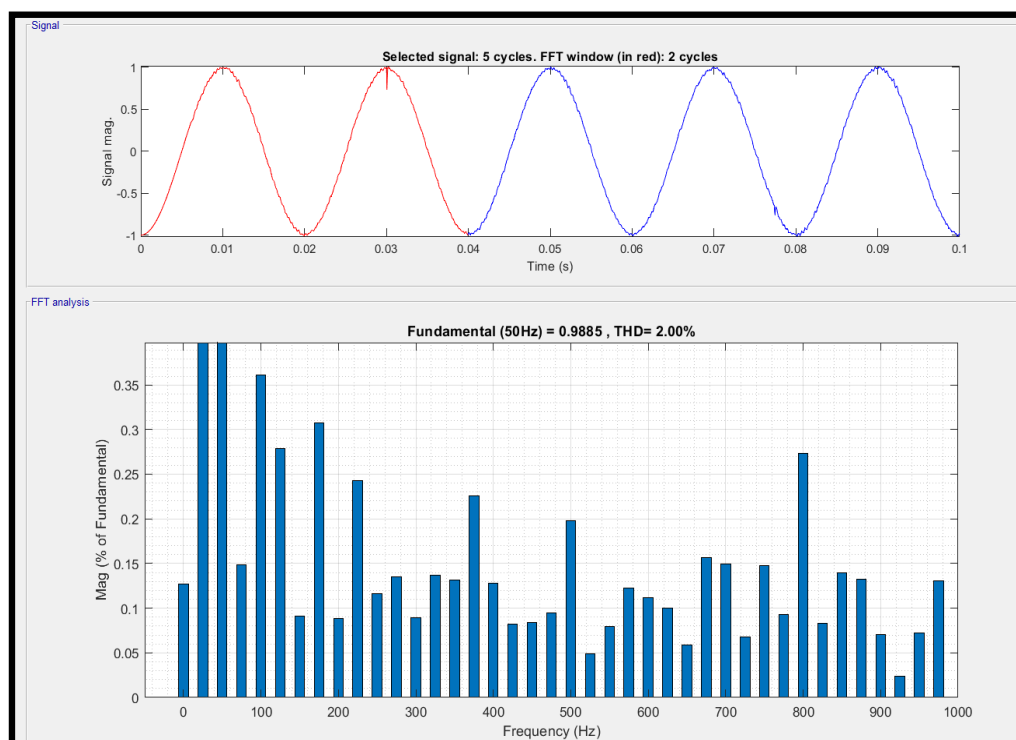 Signal
Selected signal: 5 cycles. FFT window (in red): 2 cycles
1
0.5
0
-0.5
-1
Signal mag.
0 0.01 0.02 0.03 0.04 0.05 0.06 0.07 0.08 0.09 0.1
Time (s)
FFT analysis
Fundamental (50Hz) = 0.9885 , THD= 2.00%
0.35
0.3
0.25
0.2
0.15
0.1
0.05
0
Mag (% of Fundamental)
0 100 200 300 400 500 600 700 800 900 1000
Frequency (Hz)